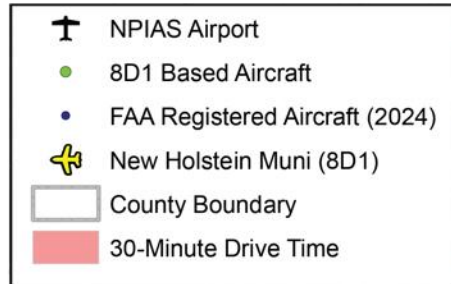 NPIAS Airport
8D1 Based Aircraft
FAA Registered Aircraft (2024)
New Holstein Muni (8D1)
County Boundary
30-Minute Drive Time